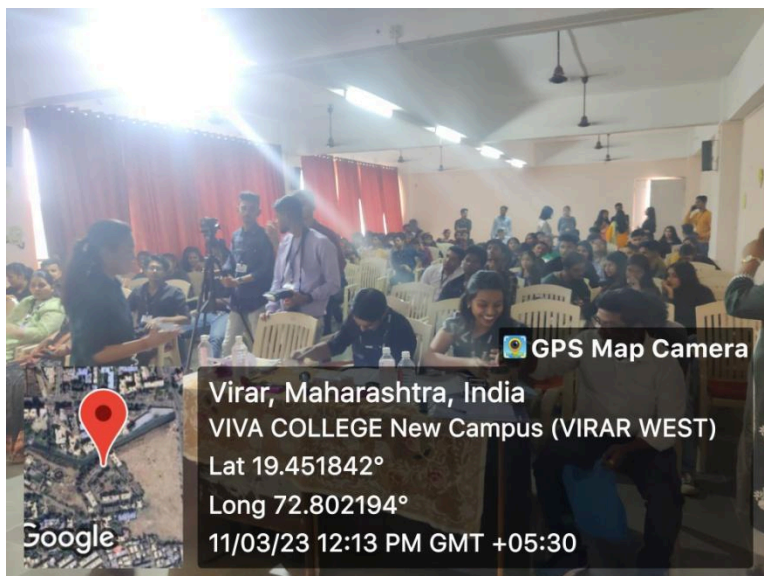 GPS Map Camera
Virar, Maharashtra, India
VIVA COLLEGE New Campus (VIRAR WEST)
Lat 19.451842°
Long 72.802194°
11/03/23 12:13 PM GMT +05:30
Google